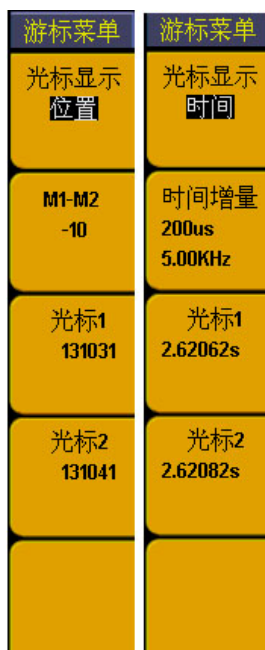 游标菜单
光标显示
位置
M1-M2
-10
光标1
131031
光标2
131041
游标菜单
光标显示
时间
时间增量
200us
5.00KHz
光标1
2.62062s
光标2
2.62082s